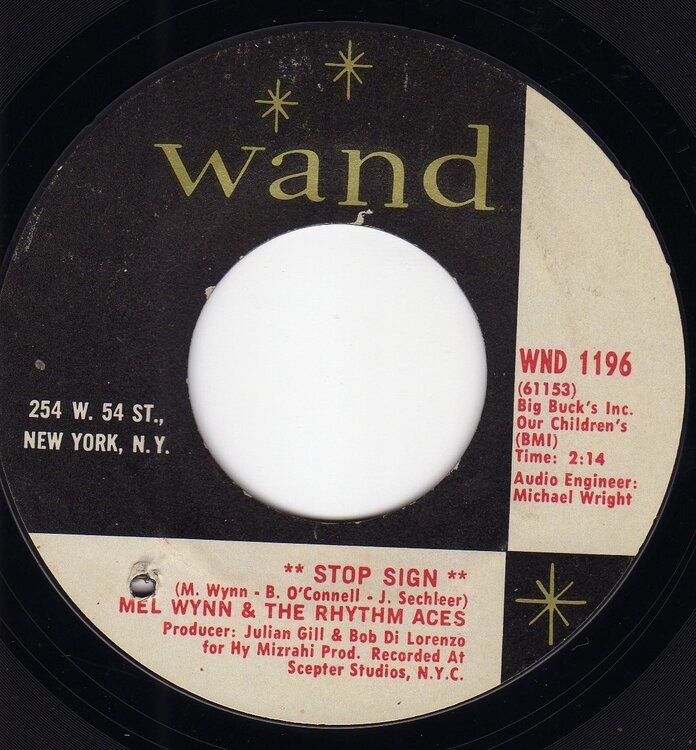 wand
WND 1196
(61153)
Big Buck's Inc.
Our Children's
(BMI)
Time: 2:14
Audio Engineer:
Michael Wright
254 W. 54 ST.,
NEW YORK, N.Y.
** STOP SIGN **
(M. Wynn - B. O'Connell - J. Sechleer)
MEL WYNN & THE RHYTHM ACES
Producer: Julian Gill & Bob Di Lorenzo
for Hy Mizrahi Prod. Recorded At
Scepter Studios, N.Y.C.